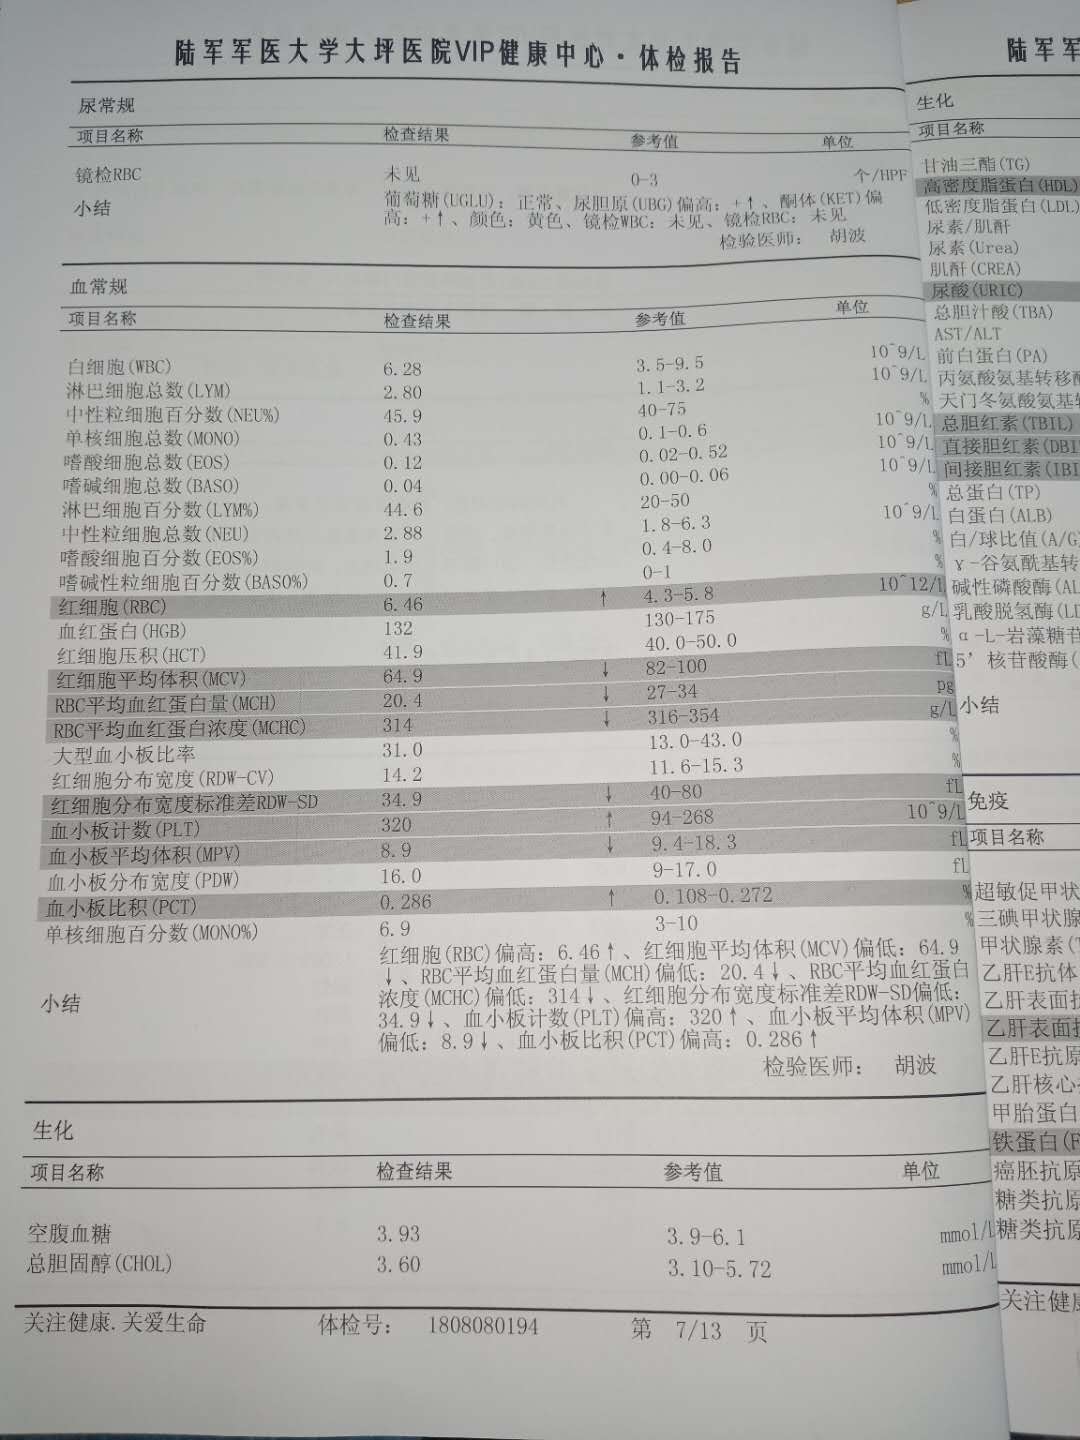 陆军军医大学大坪医院VIP健康中心·体检报告
尿常规
项目名称 检查结果 参考值 单位
镜检RBC 未见 0-3 个/HPF
小结 葡萄糖(UGLU)：正常、尿胆原(UBG)偏高：+↑、酮体(KET)偏
高：+↑、颜色：黄色、镜检WBC：未见、镜检RBC：未见
检验医师： 胡波
血常规
项目名称 检查结果 参考值 单位
白细胞(WBC) 6.28 3.5-9.5 10^9/L
淋巴细胞总数(LYM) 2.80 1.1-3.2 10^9/L
中性粒细胞百分数(NEU%) 45.9 40-75 %
单核细胞总数(MONO) 0.43 0.1-0.6 10^9/L
嗜酸细胞总数(EOS) 0.12 0.02-0.52 10^9/L
嗜碱细胞总数(BASO) 0.04 0.00-0.06 10^9/L
淋巴细胞百分数(LYM%) 44.6 20-50 %
中性粒细胞总数(NEU) 2.88 1.8-6.3 10^9/L
嗜酸细胞百分数(EOS%) 1.9 0.4-8.0 %
嗜碱性粒细胞百分数(BASO%) 0.7 0-1 %
红细胞(RBC) 6.46 ↑ 4.3-5.8 10^12/L
血红蛋白(HGB) 132 130-175 g/L
红细胞压积(HCT) 41.9 40.0-50.0 %
红细胞平均体积(MCV) 64.9 ↓ 82-100 fL
RBC平均血红蛋白量(MCH) 20.4 ↓ 27-34 pg
RBC平均血红蛋白浓度(MCHC) 314 ↓ 316-354 g/L
大型血小板比率 31.0 13.0-43.0 %
红细胞分布宽度(RDW-CV) 14.2 11.6-15.3 %
红细胞分布宽度标准差RDW-SD 34.9 ↓ 40-80 fL
血小板计数(PLT) 320 ↑ 94-268 10^9/L
血小板平均体积(MPV) 8.9 ↓ 9.4-18.3 fL
血小板分布宽度(PDW) 16.0 9-17.0 fL
血小板比积(PCT) 0.286 ↑ 0.108-0.272 %
单核细胞百分数(MONO%) 6.9 3-10 %
小结 红细胞(RBC)偏高：6.46↑、红细胞平均体积(MCV)偏低：64.9
↓、RBC平均血红蛋白量(MCH)偏低：20.4↓、RBC平均血红蛋白
浓度(MCHC)偏低：314↓、红细胞分布宽度标准差RDW-SD偏低：
34.9↓、血小板计数(PLT)偏高：320↑、血小板平均体积(MPV)
偏低：8.9↓、血小板比积(PCT)偏高：0.286↑
检验医师： 胡波
生化
项目名称 检查结果 参考值 单位
空腹血糖 3.93 3.9-6.1 mmol/L
总胆固醇(CHOL) 3.60 3.10-5.72 mmol/L
关注健康.关爱生命 体检号： 1808080194 第 7/13 页
陆军军
生化
项目名称
甘油三酯(TG)
高密度脂蛋白(HDL)
低密度脂蛋白(LDL)
尿素/肌酐
尿素(Urea)
肌酐(CREA)
尿酸(URIC)
总胆汁酸(TBA)
AST/ALT
前白蛋白(PA)
丙氨酸氨基转移酶
天门冬氨酸氨基转
总胆红素(TBIL)
直接胆红素(DBI
间接胆红素(IBI
总蛋白(TP)
白蛋白(ALB)
白/球比值(A/G)
γ-谷氨酰基转
碱性磷酸酶(AL
乳酸脱氢酶(LD
α-L-岩藻糖苷
5’核苷酸酶(
小结
免疫
项目名称
超敏促甲状
三碘甲状腺
甲状腺素(T
乙肝E抗体
乙肝表面抗
乙肝表面抗
乙肝E抗原
乙肝核心抗
甲胎蛋白
铁蛋白(F
癌胚抗原
糖类抗原
糖类抗原
关注健康